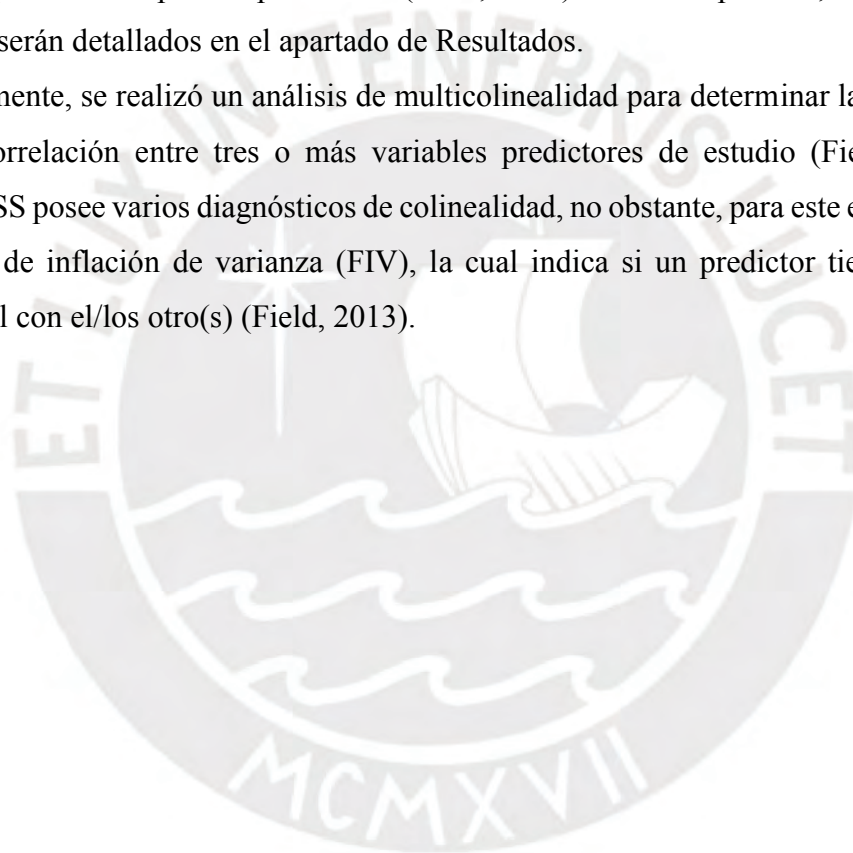 serán detallados en el apartado de Resultados.
mente, se realizó un análisis de multicolinealidad para determinar la
orrelación entre tres o más variables predictores de estudio (Fie
SS posee varios diagnósticos de colinealidad, no obstante, para este e
de inflación de varianza (FIV), la cual indica si un predictor tie
l con el/los otro(s) (Field, 2013).
ET LUX IN TENEBRIS LUCET
MCMXVII